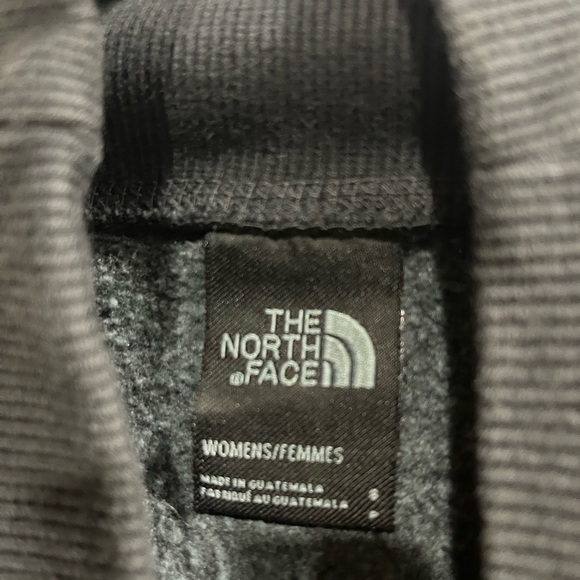 THE
NORTH
FACE
WOMENS/FEMMES
MADE IN GUATEMALA
FABRIQUÉ AU GUATEMALA
S
P